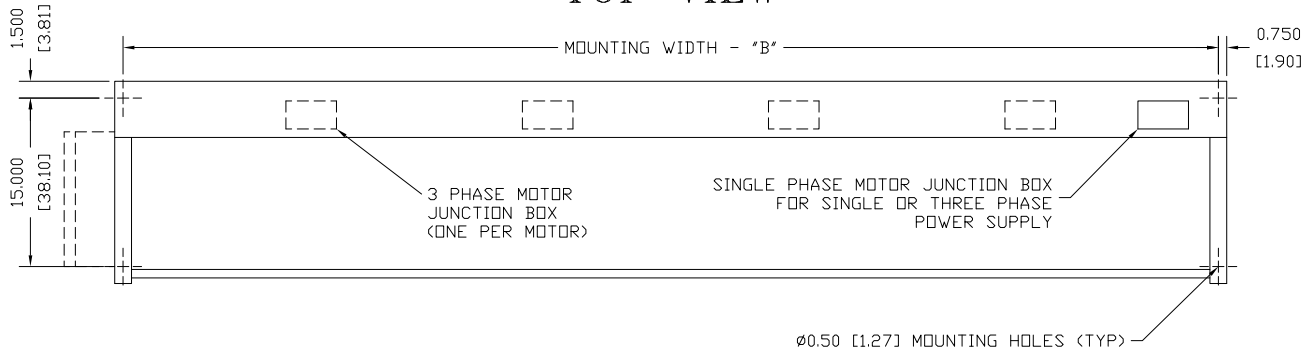 TOP VIEW
1.500
[3.81]
MOUNTING WIDTH - "B"
0.750
[1.90]
15.000
[38.10]
3 PHASE MOTOR
JUNCTION BOX
(ONE PER MOTOR)
SINGLE PHASE MOTOR JUNCTION BOX
FOR SINGLE OR THREE PHASE
POWER SUPPLY
Ø0.50 [1.27] MOUNTING HOLES (TYP)